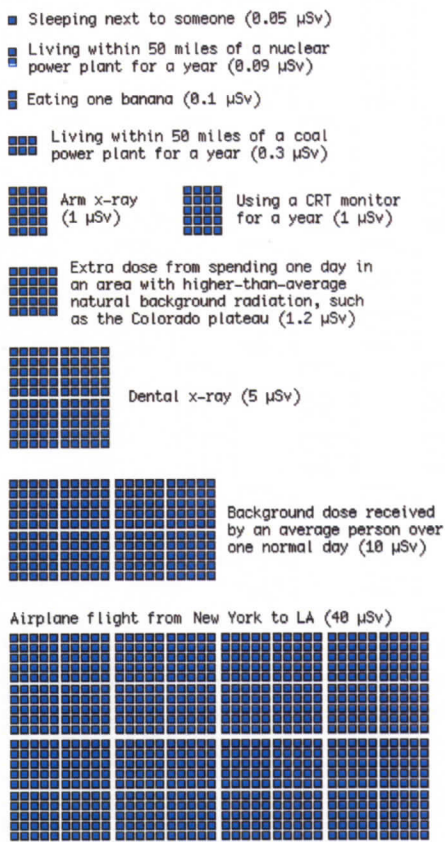 Sleeping next to someone (0.05 μSv)
Living within 50 miles of a nuclear
power plant for a year (0.09 μSv)
Eating one banana (0.1 μSv)
Living within 50 miles of a coal
power plant for a year (0.3 μSv)
Arm x-ray
(1 μSv)
Using a CRT monitor
for a year (1 μSv)
Extra dose from spending one day in
an area with higher-than-average
natural background radiation, such
as the Colorado plateau (1.2 μSv)
Dental x-ray (5 μSv)
Background dose received
by an average person over
one normal day (10 μSv)
Airplane flight from New York to LA (40 μSv)